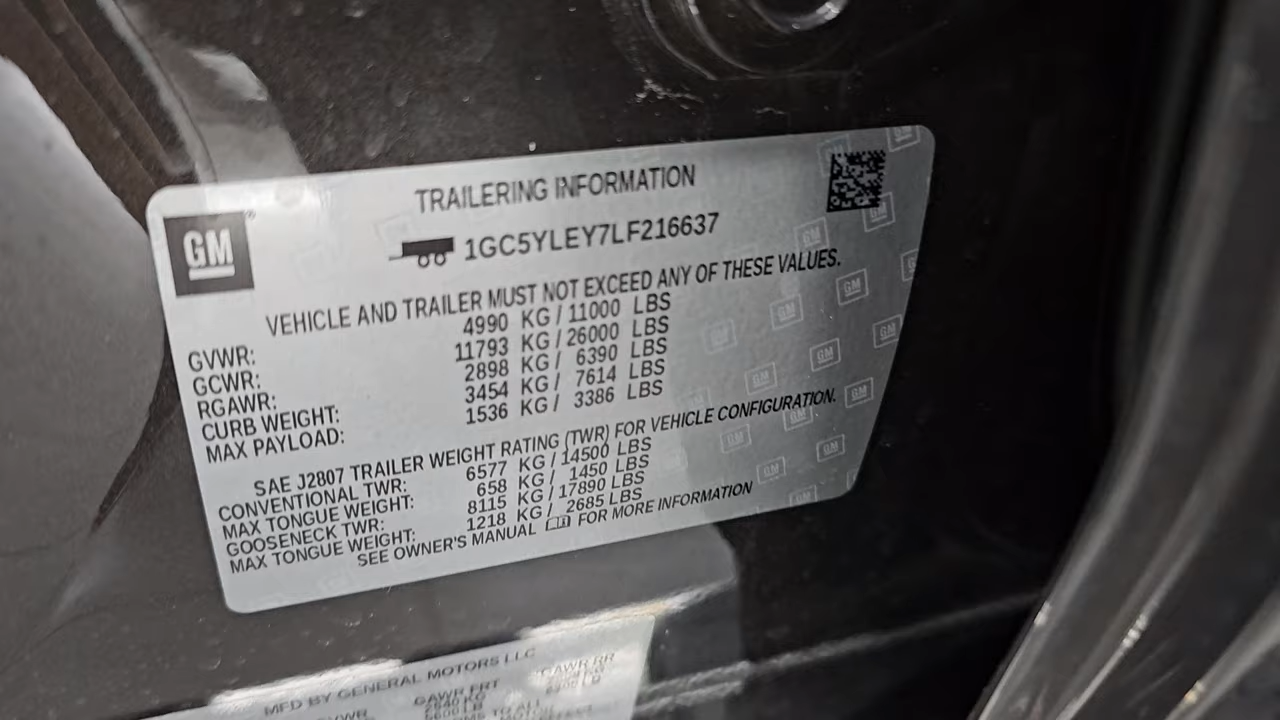 TRAILERING INFORMATION
GM
1GC5YLEY7LF216637
VEHICLE AND TRAILER MUST NOT EXCEED ANY OF THESE VALUES.
GVWR: 4990 KG / 11000 LBS
GCWR: 11793 KG / 26000 LBS
RGAWR: 2898 KG / 6390 LBS
CURB WEIGHT: 3454 KG / 7614 LBS
MAX PAYLOAD: 1536 KG / 3386 LBS
SAE J2807 TRAILER WEIGHT RATING (TWR) FOR VEHICLE CONFIGURATION.
CONVENTIONAL TWR: 6577 KG / 14500 LBS
MAX TONGUE WEIGHT: 658 KG / 1450 LBS
GOOSENECK TWR: 8115 KG / 17890 LBS
MAX TONGUE WEIGHT: 1218 KG / 2685 LBS
SEE OWNER'S MANUAL FOR MORE INFORMATION
MFD BY GENERAL MOTORS LLC
GAWR FRT GAWR RR